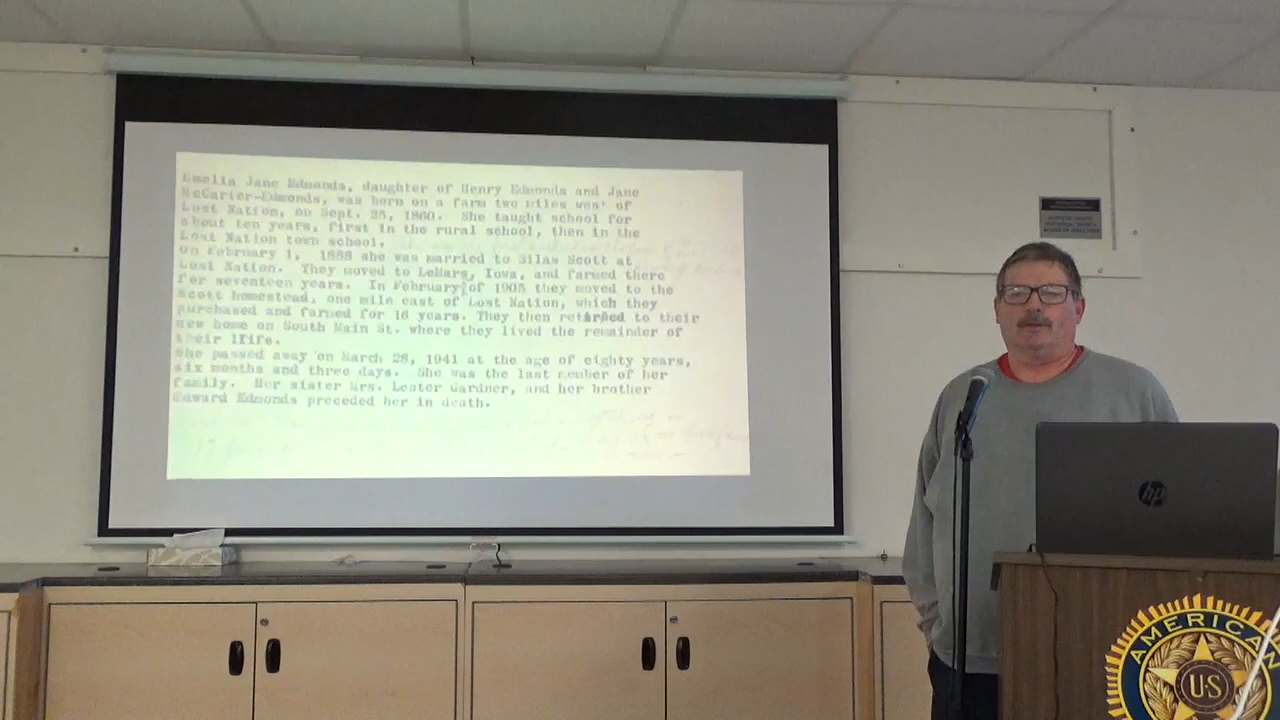 Emelia Jane Edmonds, daughter of Henry Edmonds and Jane
McCarter-Edmonds, was born on a farm two miles west of
Lost Nation, on Sept. 25, 1860. She taught school for
about ten years, first in the rural school, then in the
Lost Nation town school.
On February 1, 1888 she was married to Silas Scott at
Lost Nation. They moved to LeMars, Iowa, and farmed there
for seventeen years. In February of 1905 they moved to the
Scott homestead, one mile east of Lost Nation, which they
purchased and farmed for 16 years. They then retired to their
new home on South Main St. where they lived the remainder of
their lIife.
She passed away on March 28, 1941 at the age of eighty years,
six months and three days. She was the last member of her
family. Her sister Mrs. Lester Gardner, and her brother
Edward Edmonds preceded her in death.
hp
AMERICAN
U·S